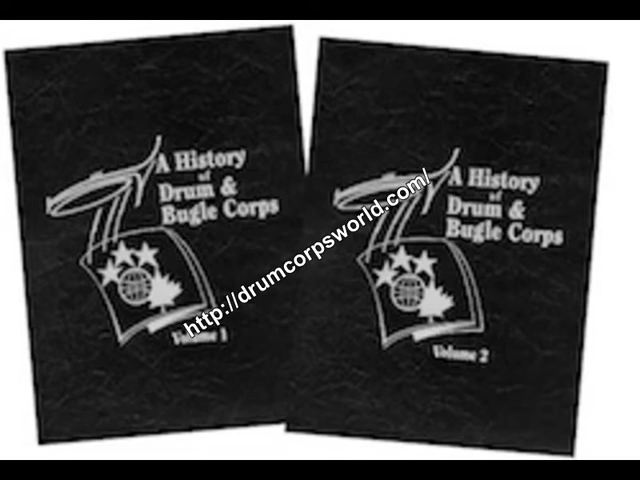 A History
of
Drum &
Bugle Corps
Volume 1
A History
of
Drum &
Bugle Corps
Volume 2
http://drumcorpsworld.com/